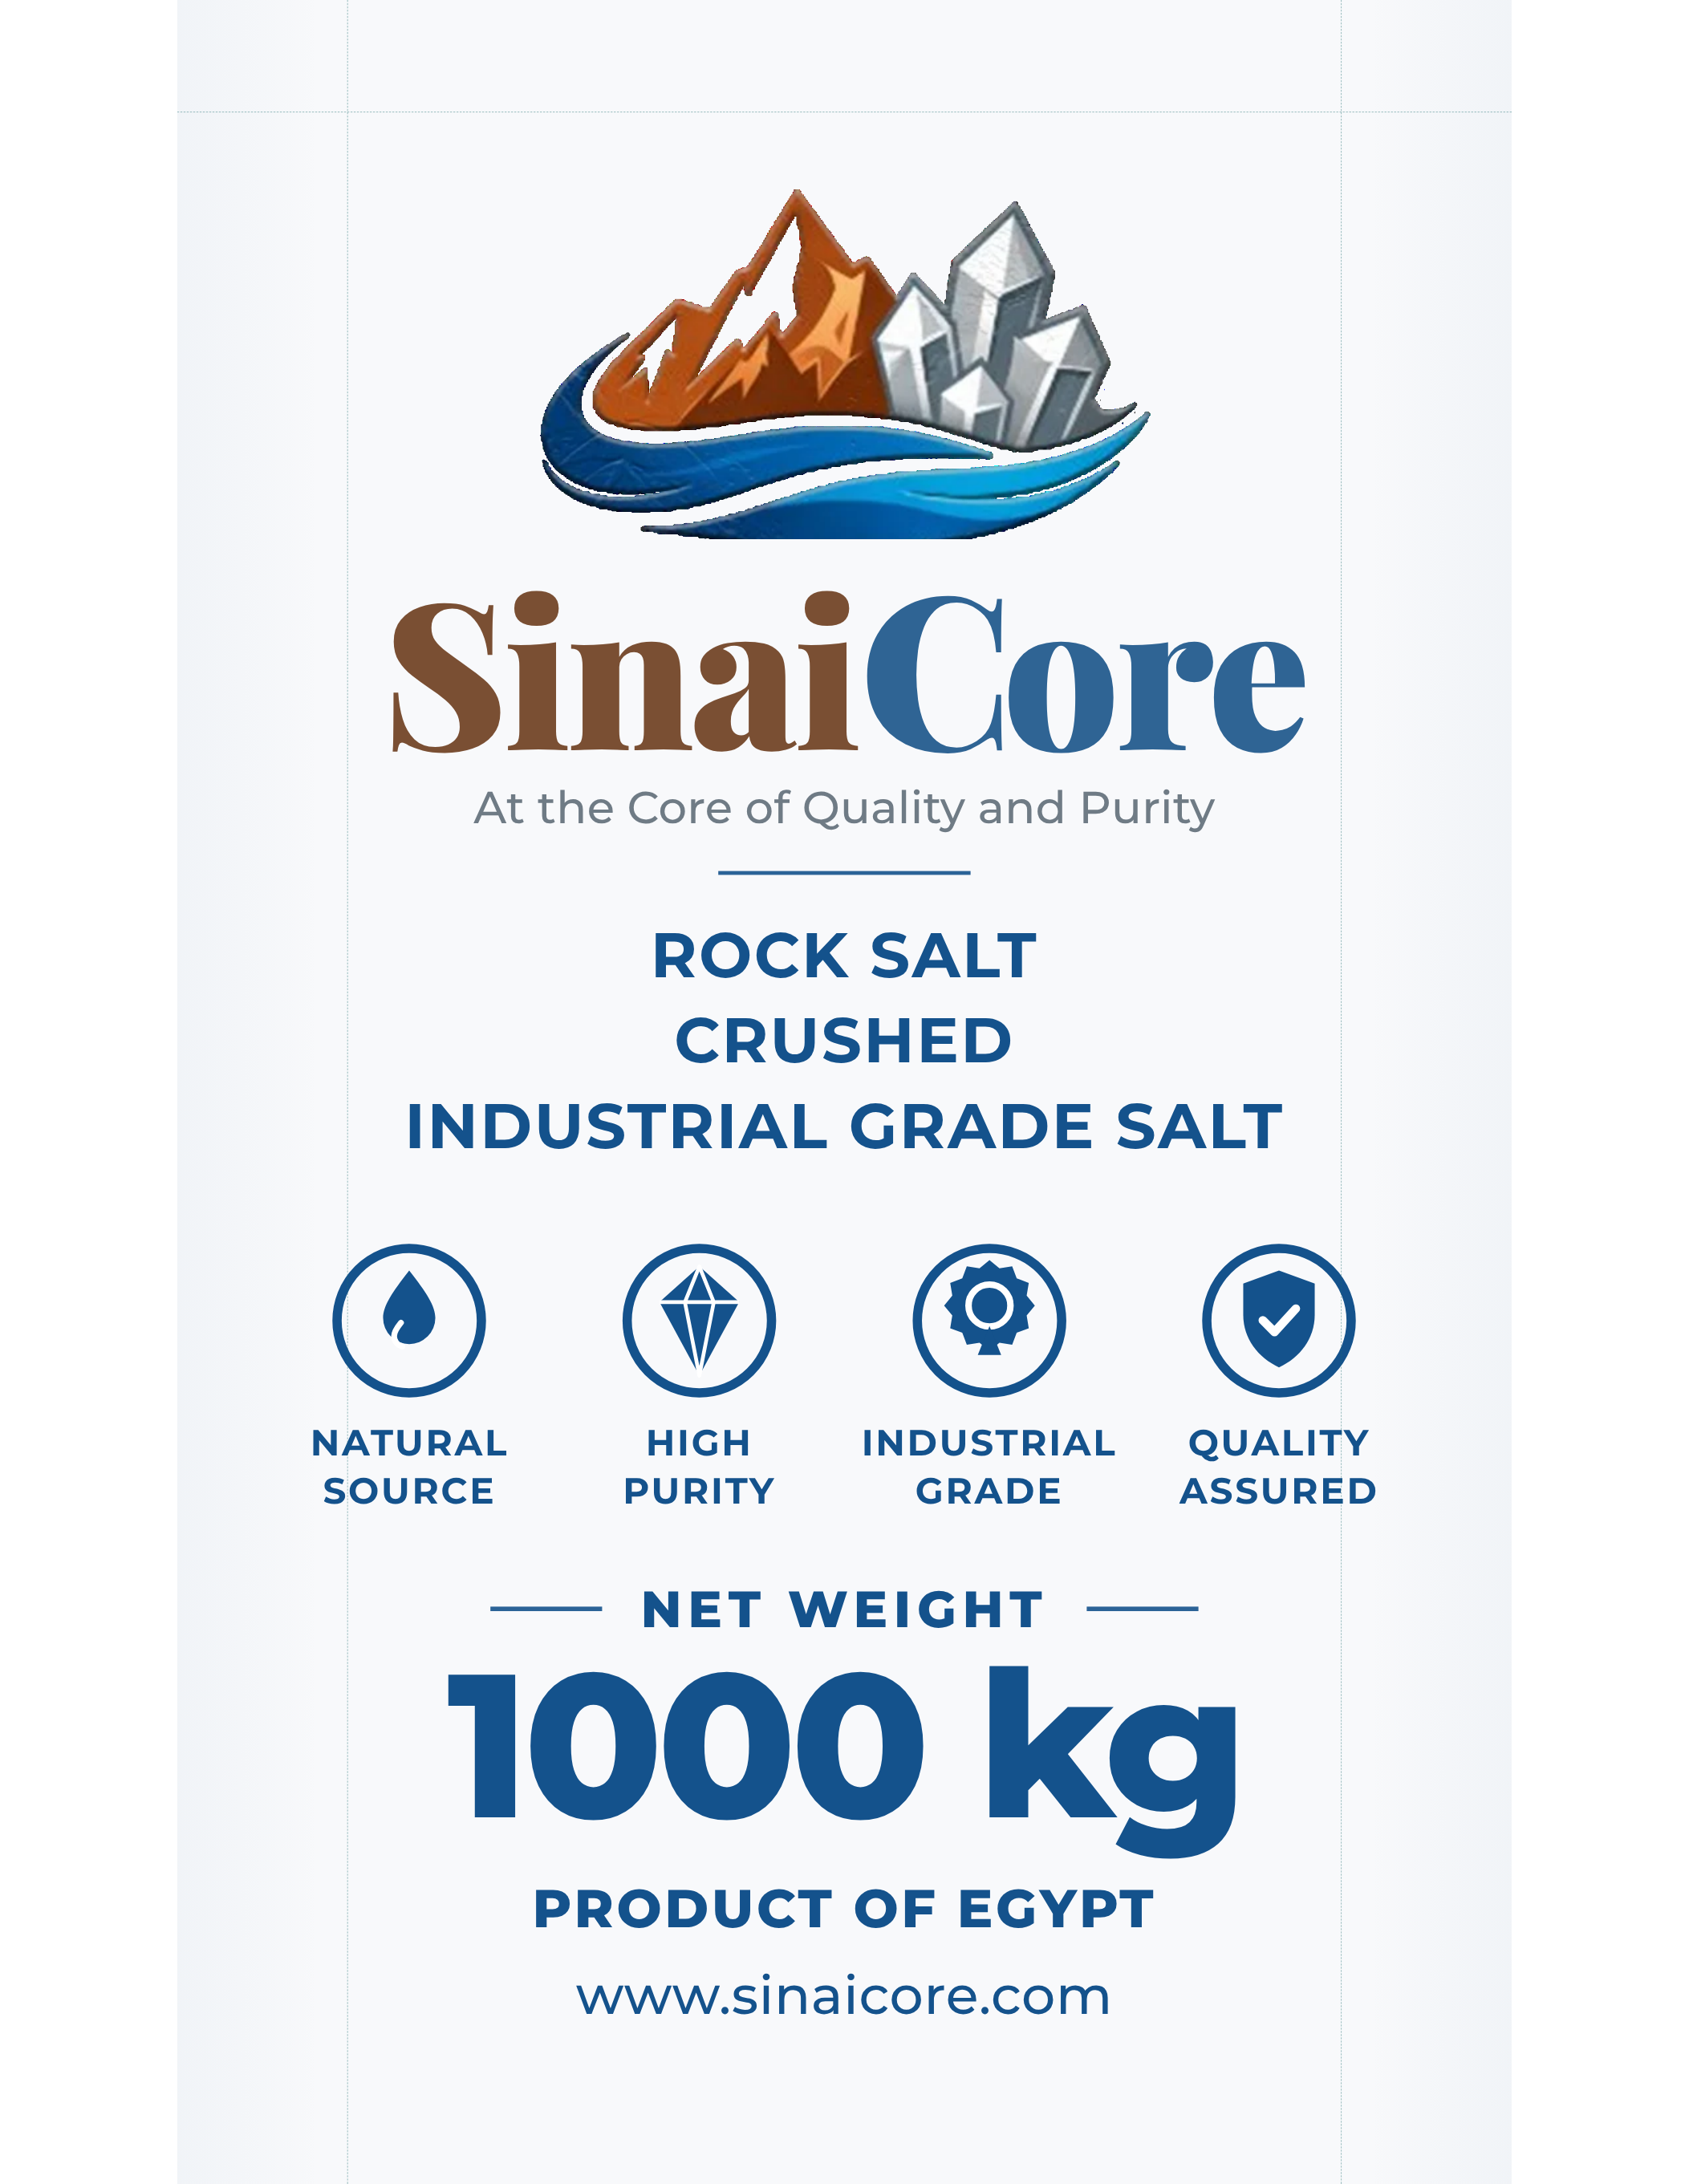 SinaiCore
At the Core of Quality and Purity
ROCK SALT
CRUSHED
INDUSTRIAL GRADE SALT
NATURAL SOURCE
HIGH PURITY
INDUSTRIAL GRADE
QUALITY ASSURED
NET WEIGHT
1000 kg
PRODUCT OF EGYPT
www.sinaicore.com